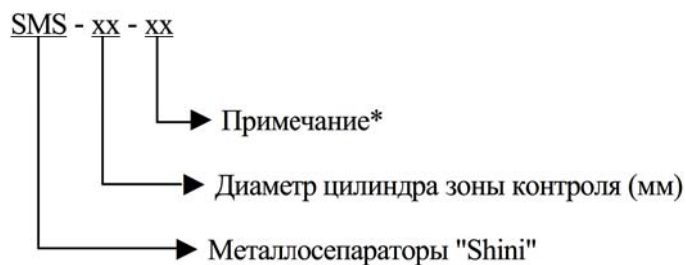 SMS - xx - xx
Примечание*
Диаметр цилиндра зоны контроля (мм)
Металлосепараторы "Shini"